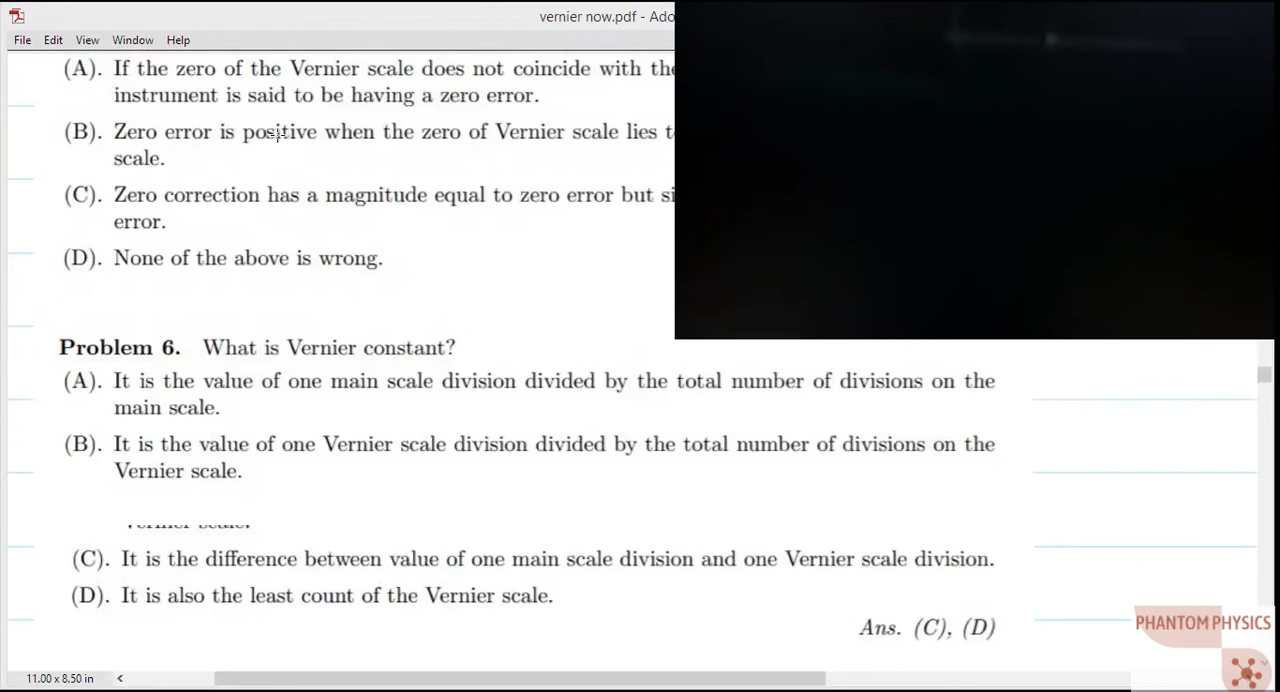 vernier now.pdf - Ado
File Edit View Window Help
(A). If the zero of the Vernier scale does not coincide with the
instrument is said to be having a zero error.
(B). Zero error is positive when the zero of Vernier scale lies t
scale.
(C). Zero correction has a magnitude equal to zero error but si
error.
(D). None of the above is wrong.
Problem 6. What is Vernier constant?
(A). It is the value of one main scale division divided by the total number of divisions on the
main scale.
(B). It is the value of one Vernier scale division divided by the total number of divisions on the
Vernier scale.
(C). It is the difference between value of one main scale division and one Vernier scale division.
(D). It is also the least count of the Vernier scale.
Ans. (C), (D)
PHANTOM PHYSICS
11.00 x 8.50 in